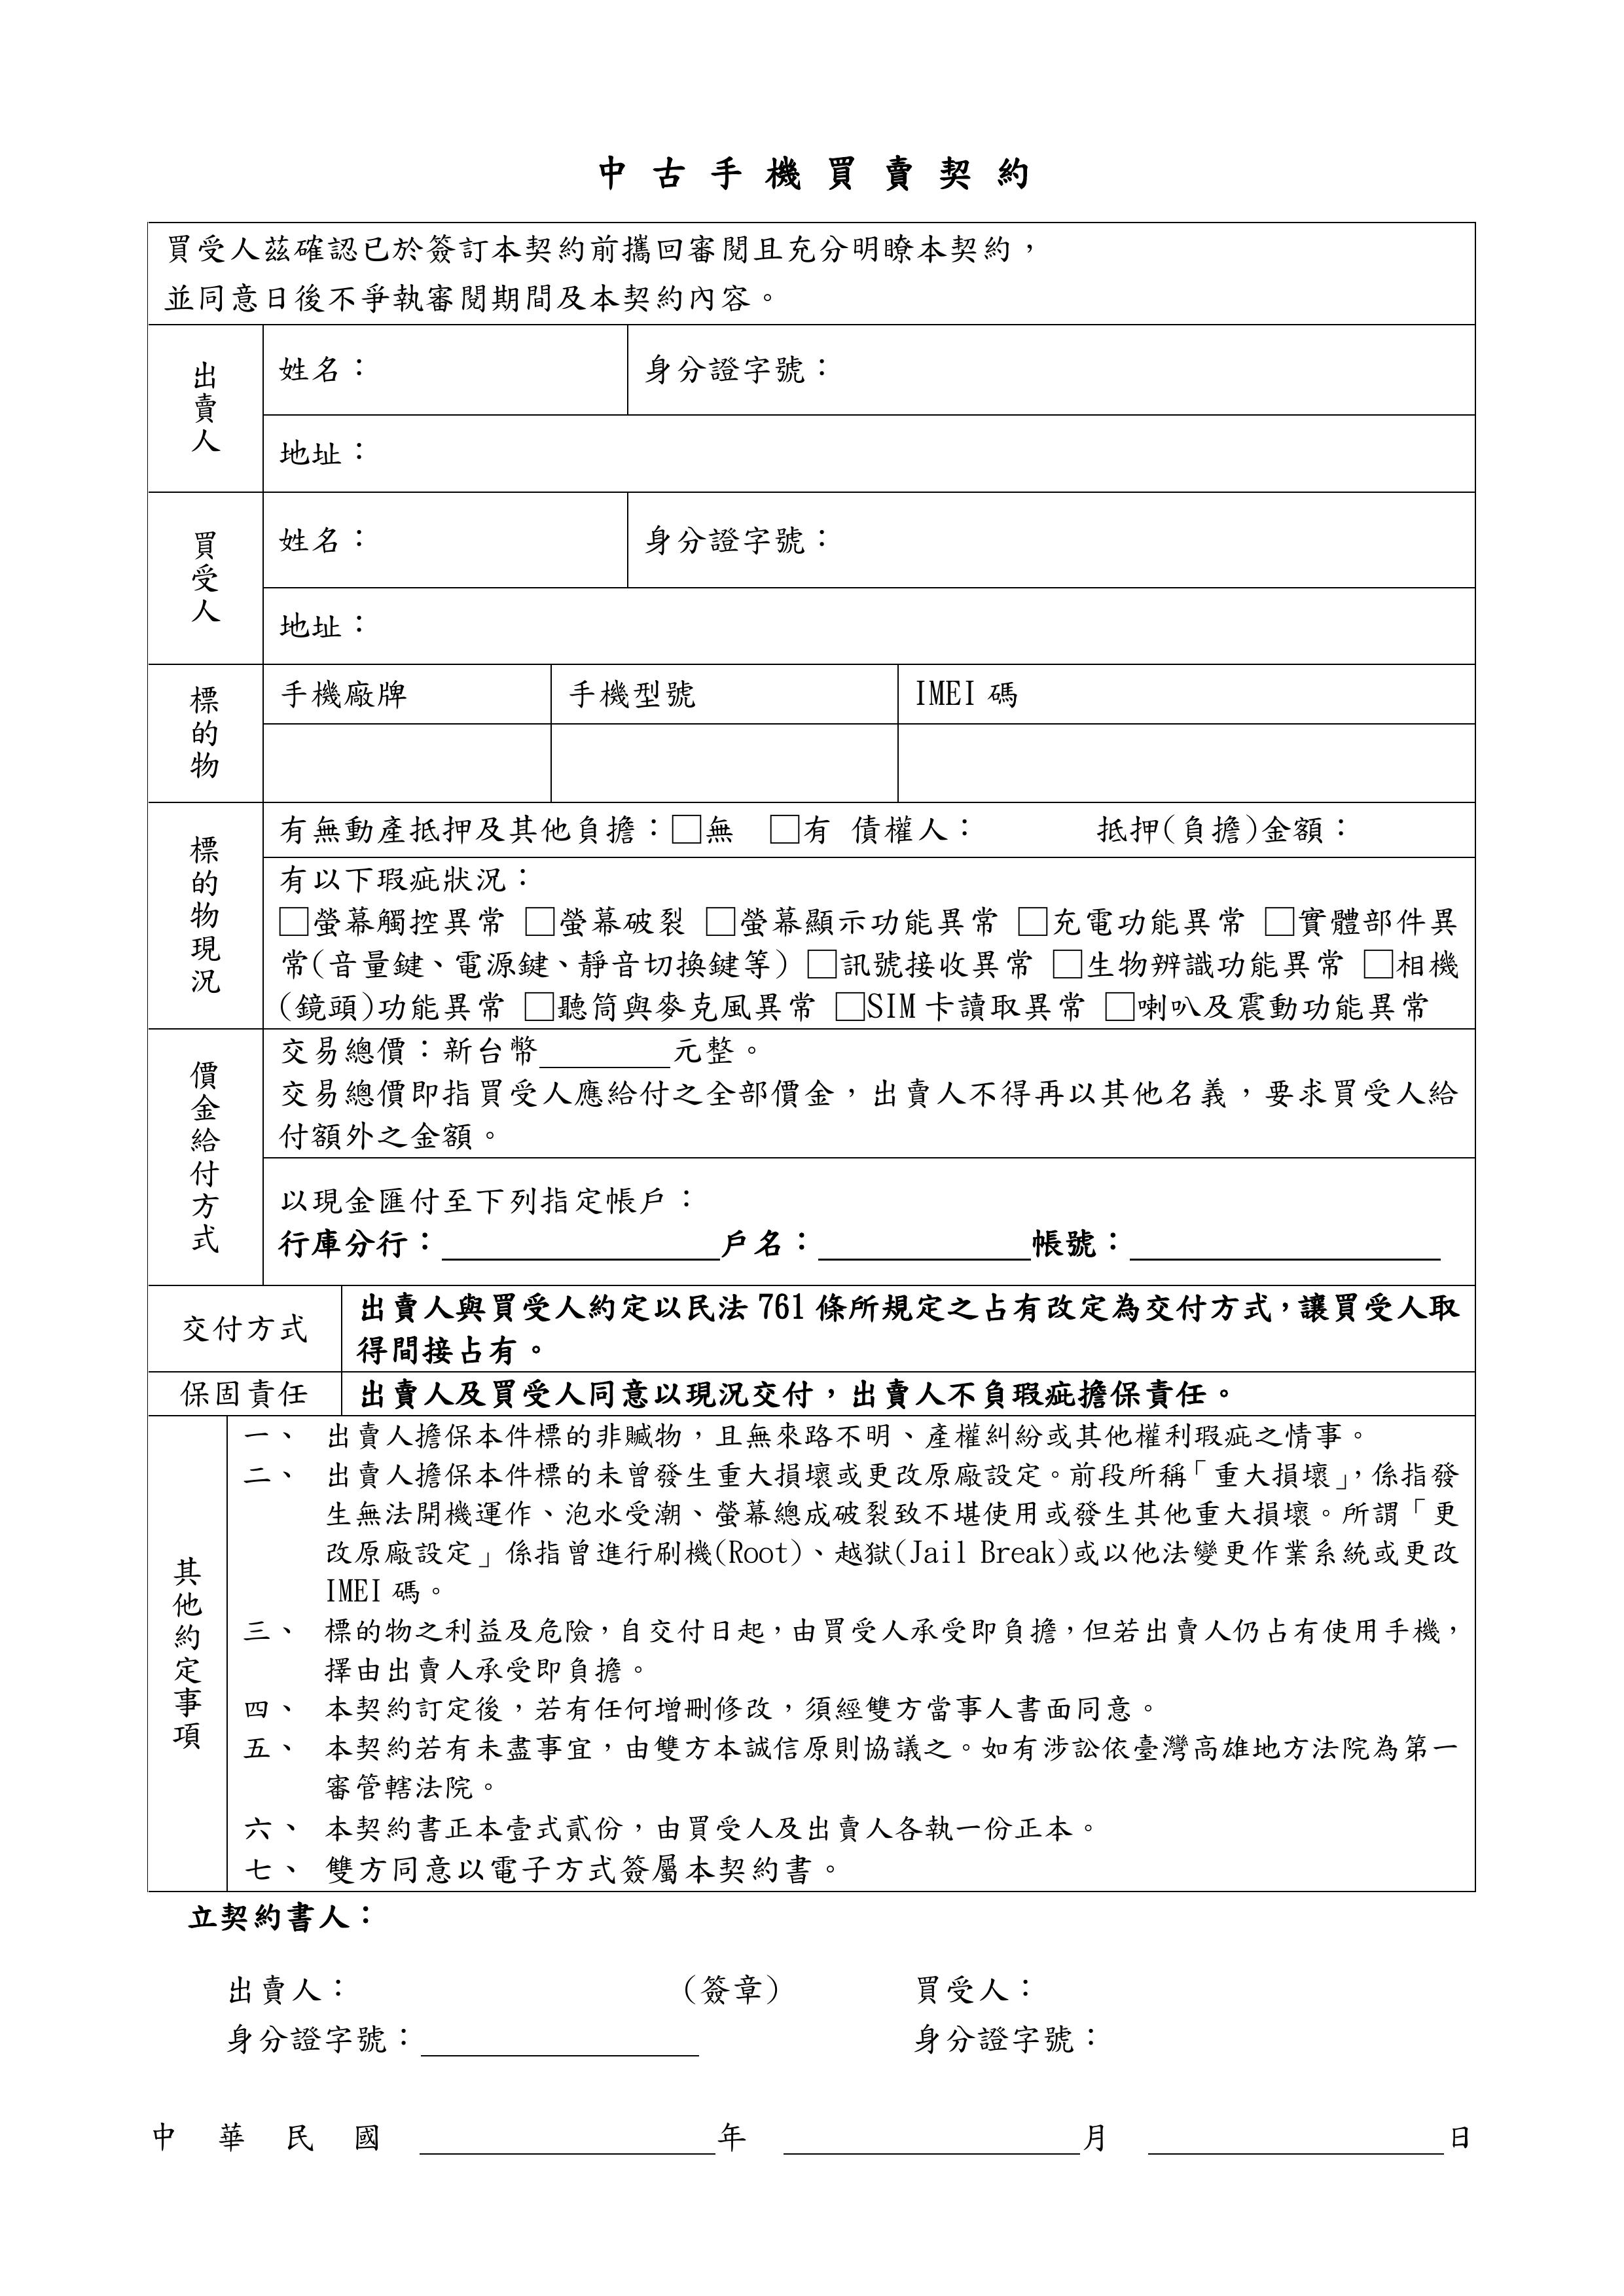 中古手機買賣契約
買受人茲確認已於簽訂本契約前攜回審閱且充分明瞭本契約，
並同意日後不爭執審閱期間及本契約內容。
出賣人
姓名：
身分證字號：
地址：
買受人
姓名：
身分證字號：
地址：
標的物
手機廠牌
手機型號
IMEI 碼
標的物現況
有無動產抵押及其他負擔：□無 □有 債權人： 抵押(負擔)金額：
有以下瑕疵狀況：
□螢幕觸控異常 □螢幕破裂 □螢幕顯示功能異常 □充電功能異常 □實體部件異
常(音量鍵、電源鍵、靜音切換鍵等) □訊號接收異常 □生物辨識功能異常 □相機
(鏡頭)功能異常 □聽筒與麥克風異常 □SIM 卡讀取異常 □喇叭及震動功能異常
價金給付方式
交易總價：新台幣________元整。
交易總價即指買受人應給付之全部價金，出賣人不得再以其他名義，要求買受人給
付額外之金額。
以現金匯付至下列指定帳戶：
行庫分行：________________戶名：____________帳號：__________________
交付方式
出賣人與買受人約定以民法 761 條所規定之占有改定為交付方式，讓買受人取
得間接占有。
保固責任
出賣人及買受人同意以現況交付，出賣人不負瑕疵擔保責任。
其他約定事項
一、 出賣人擔保本件標的非贓物，且無來路不明、產權糾紛或其他權利瑕疵之情事。
二、 出賣人擔保本件標的未曾發生重大損壞或更改原廠設定。前段所稱「重大損壞」，係指發
生無法開機運作、泡水受潮、螢幕總成破裂致不堪使用或發生其他重大損壞。所謂「更
改原廠設定」係指曾進行刷機(Root)、越獄(Jail Break)或以他法變更作業系統或更改
IMEI 碼。
三、 標的物之利益及危險，自交付日起，由買受人承受即負擔，但若出賣人仍占有使用手機，
擇由出賣人承受即負擔。
四、 本契約訂定後，若有任何增刪修改，須經雙方當事人書面同意。
五、 本契約若有未盡事宜，由雙方本誠信原則協議之。如有涉訟依臺灣高雄地方法院為第一
審管轄法院。
六、 本契約書正本壹式貳份，由買受人及出賣人各執一份正本。
七、 雙方同意以電子方式簽屬本契約書。
立契約書人：
出賣人： (簽章) 買受人：
身分證字號：________________ 身分證字號：
中 華 民 國 ________________年 ________________月 ________________日